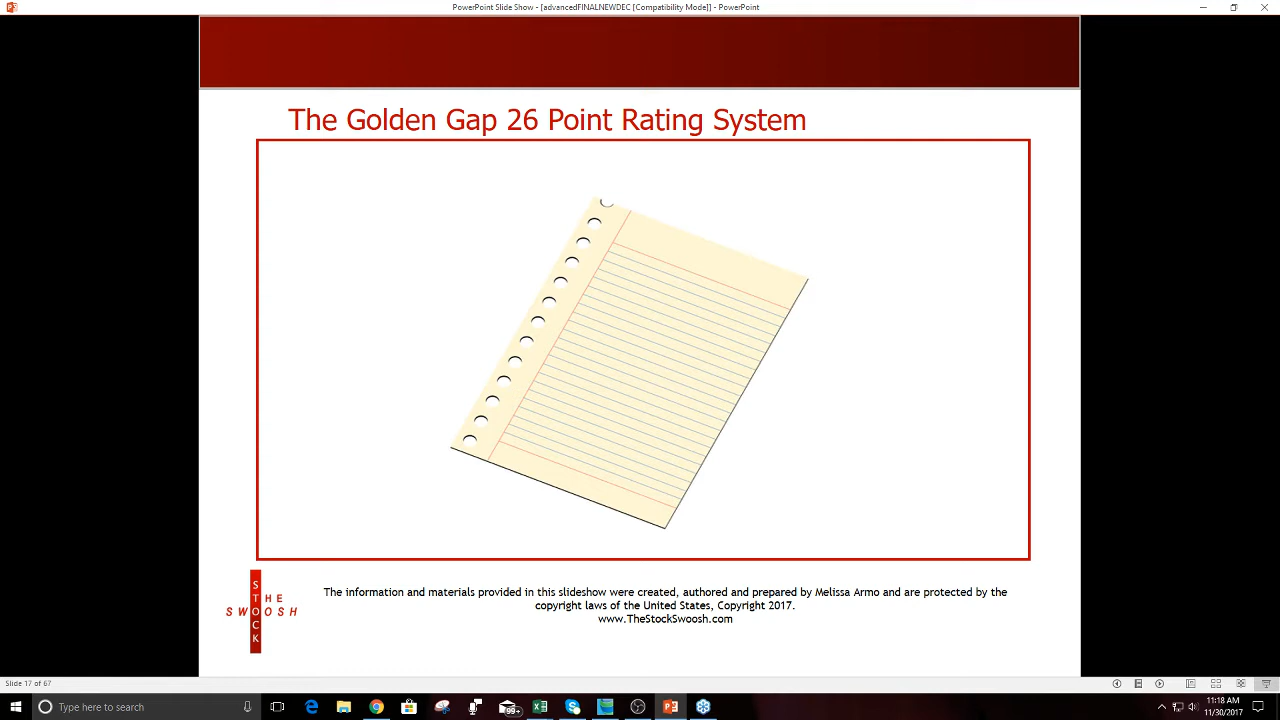 PowerPoint Slide Show - [advancedFINALNEWDEC [Compatibility Mode]] - PowerPoint
The Golden Gap 26 Point Rating System
THE
STOCK
SWOOSH
The information and materials provided in this slideshow were created, authored and prepared by Melissa Armo and are protected by the
copyright laws of the United States, Copyright 2017.
www.TheStockSwoosh.com
Slide 17 of 67
Type here to search
99+
11:18 AM
11/30/2017